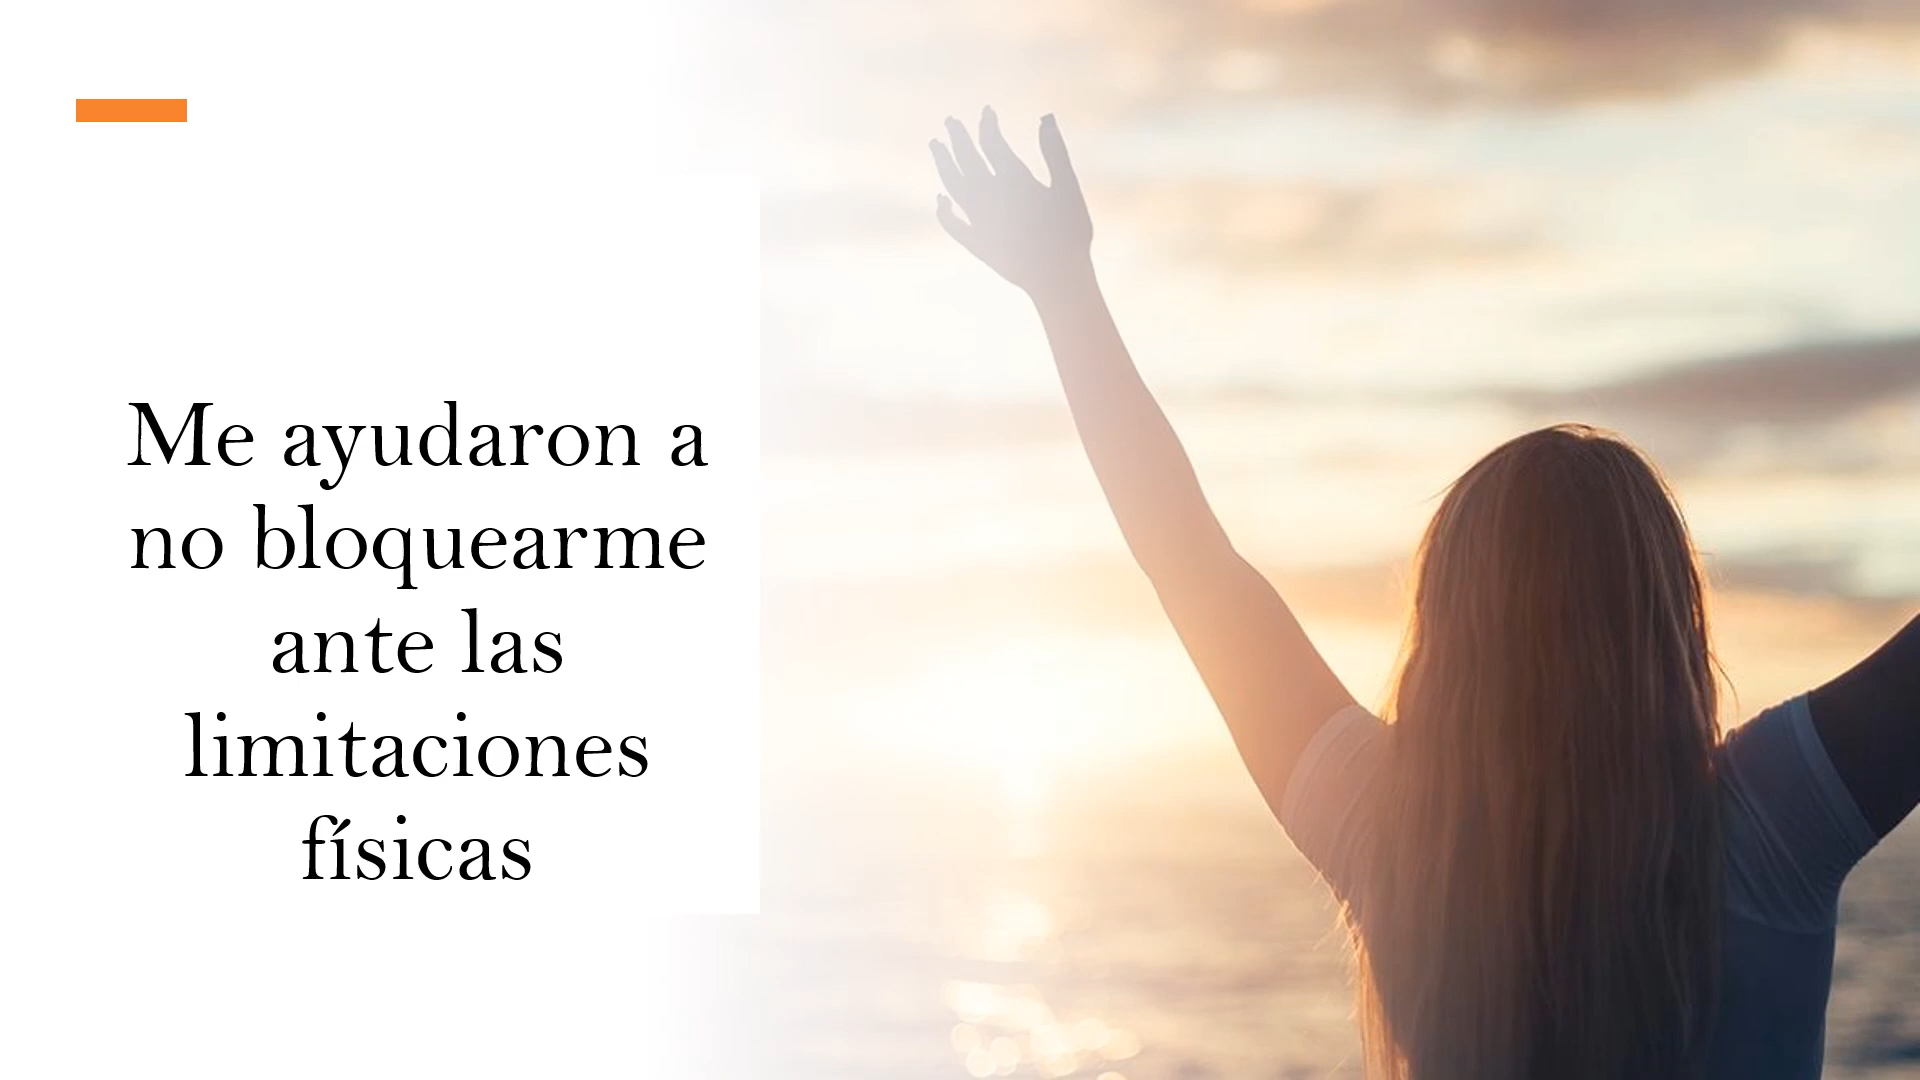 Me ayudaron a
no bloquearme
ante las
limitaciones
físicas